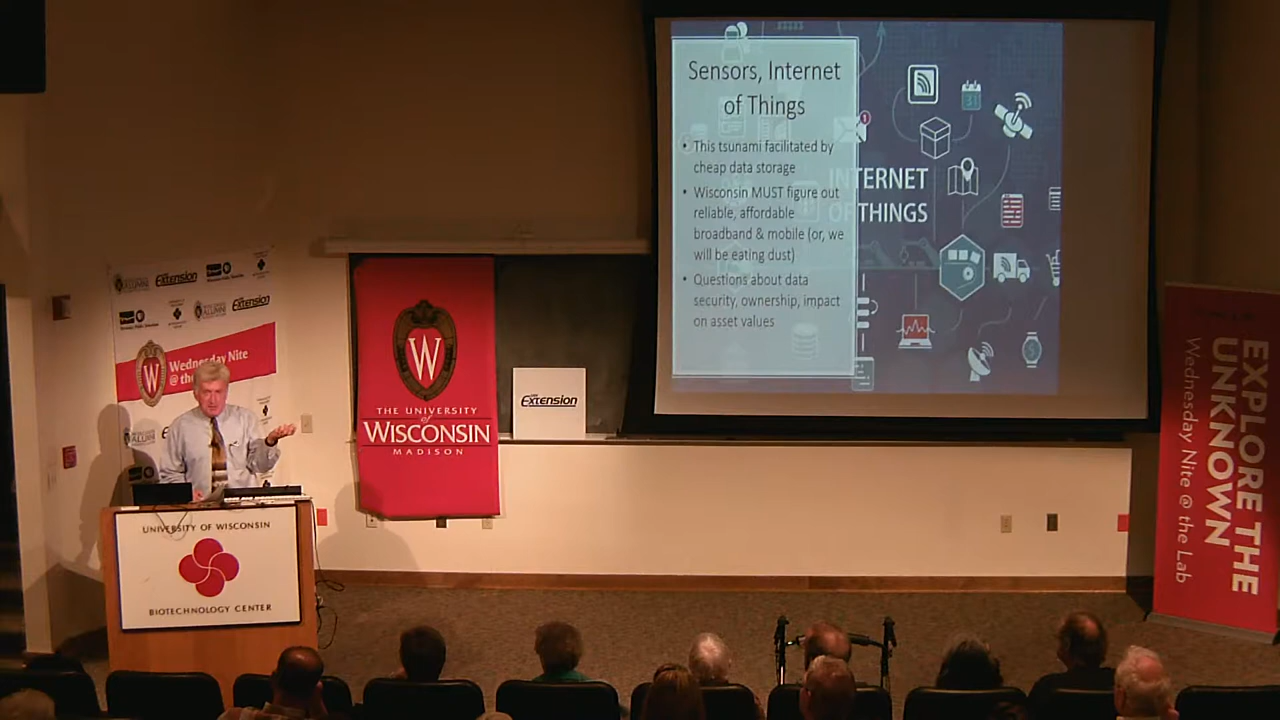 Sensors, Internet
of Things
• This tsunami facilitated by
cheap data storage
• Wisconsin MUST figure out
reliable, affordable
broadband & mobile (or, we
will be eating dust)
• Questions about data
security, ownership, impact
on asset values
INTERNET
OF THINGS
1
31
Extension
Extension
Wednesday Nite
@ the
W
W
THE UNIVERSITY
of
WISCONSIN
MADISON
Extension
UNIVERSITY OF WISCONSIN
BIOTECHNOLOGY CENTER
EXPLORE THE
UNKNOWN
Wednesday Nite @ the Lab